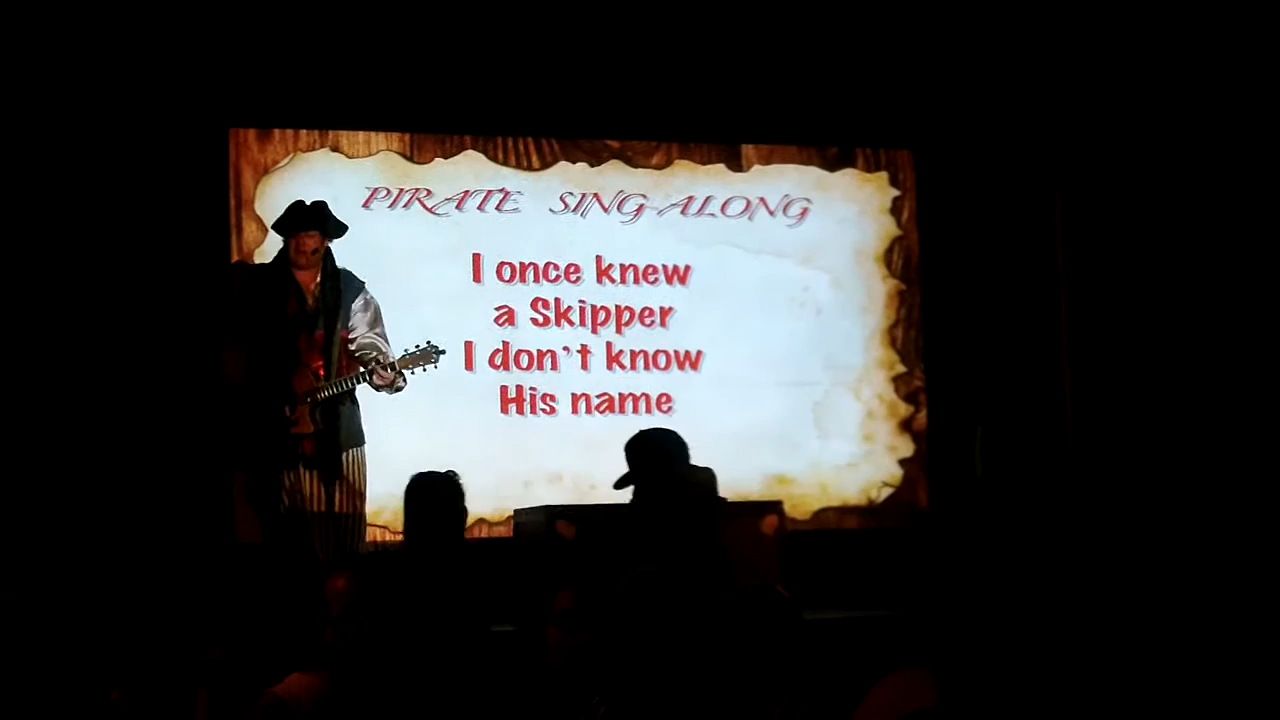 PIRATE SING-ALONG
I once knew
a Skipper
I don't know
His name